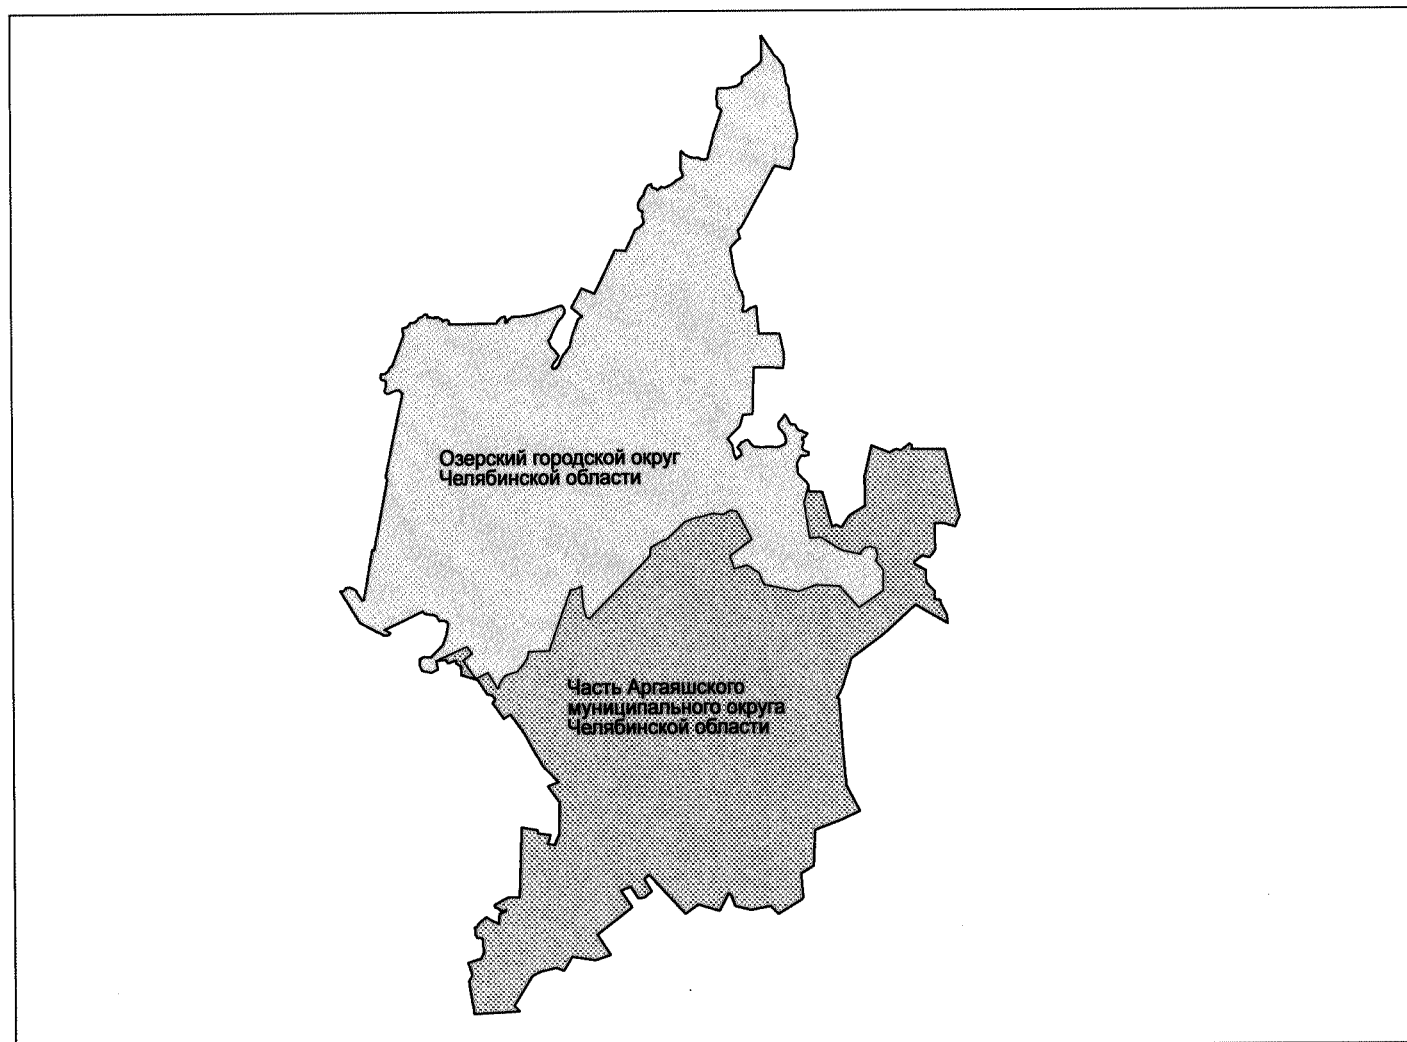 Озерский городской округ
Челябинской области
Часть Аргаяшского
муниципального округа
Челябинской области